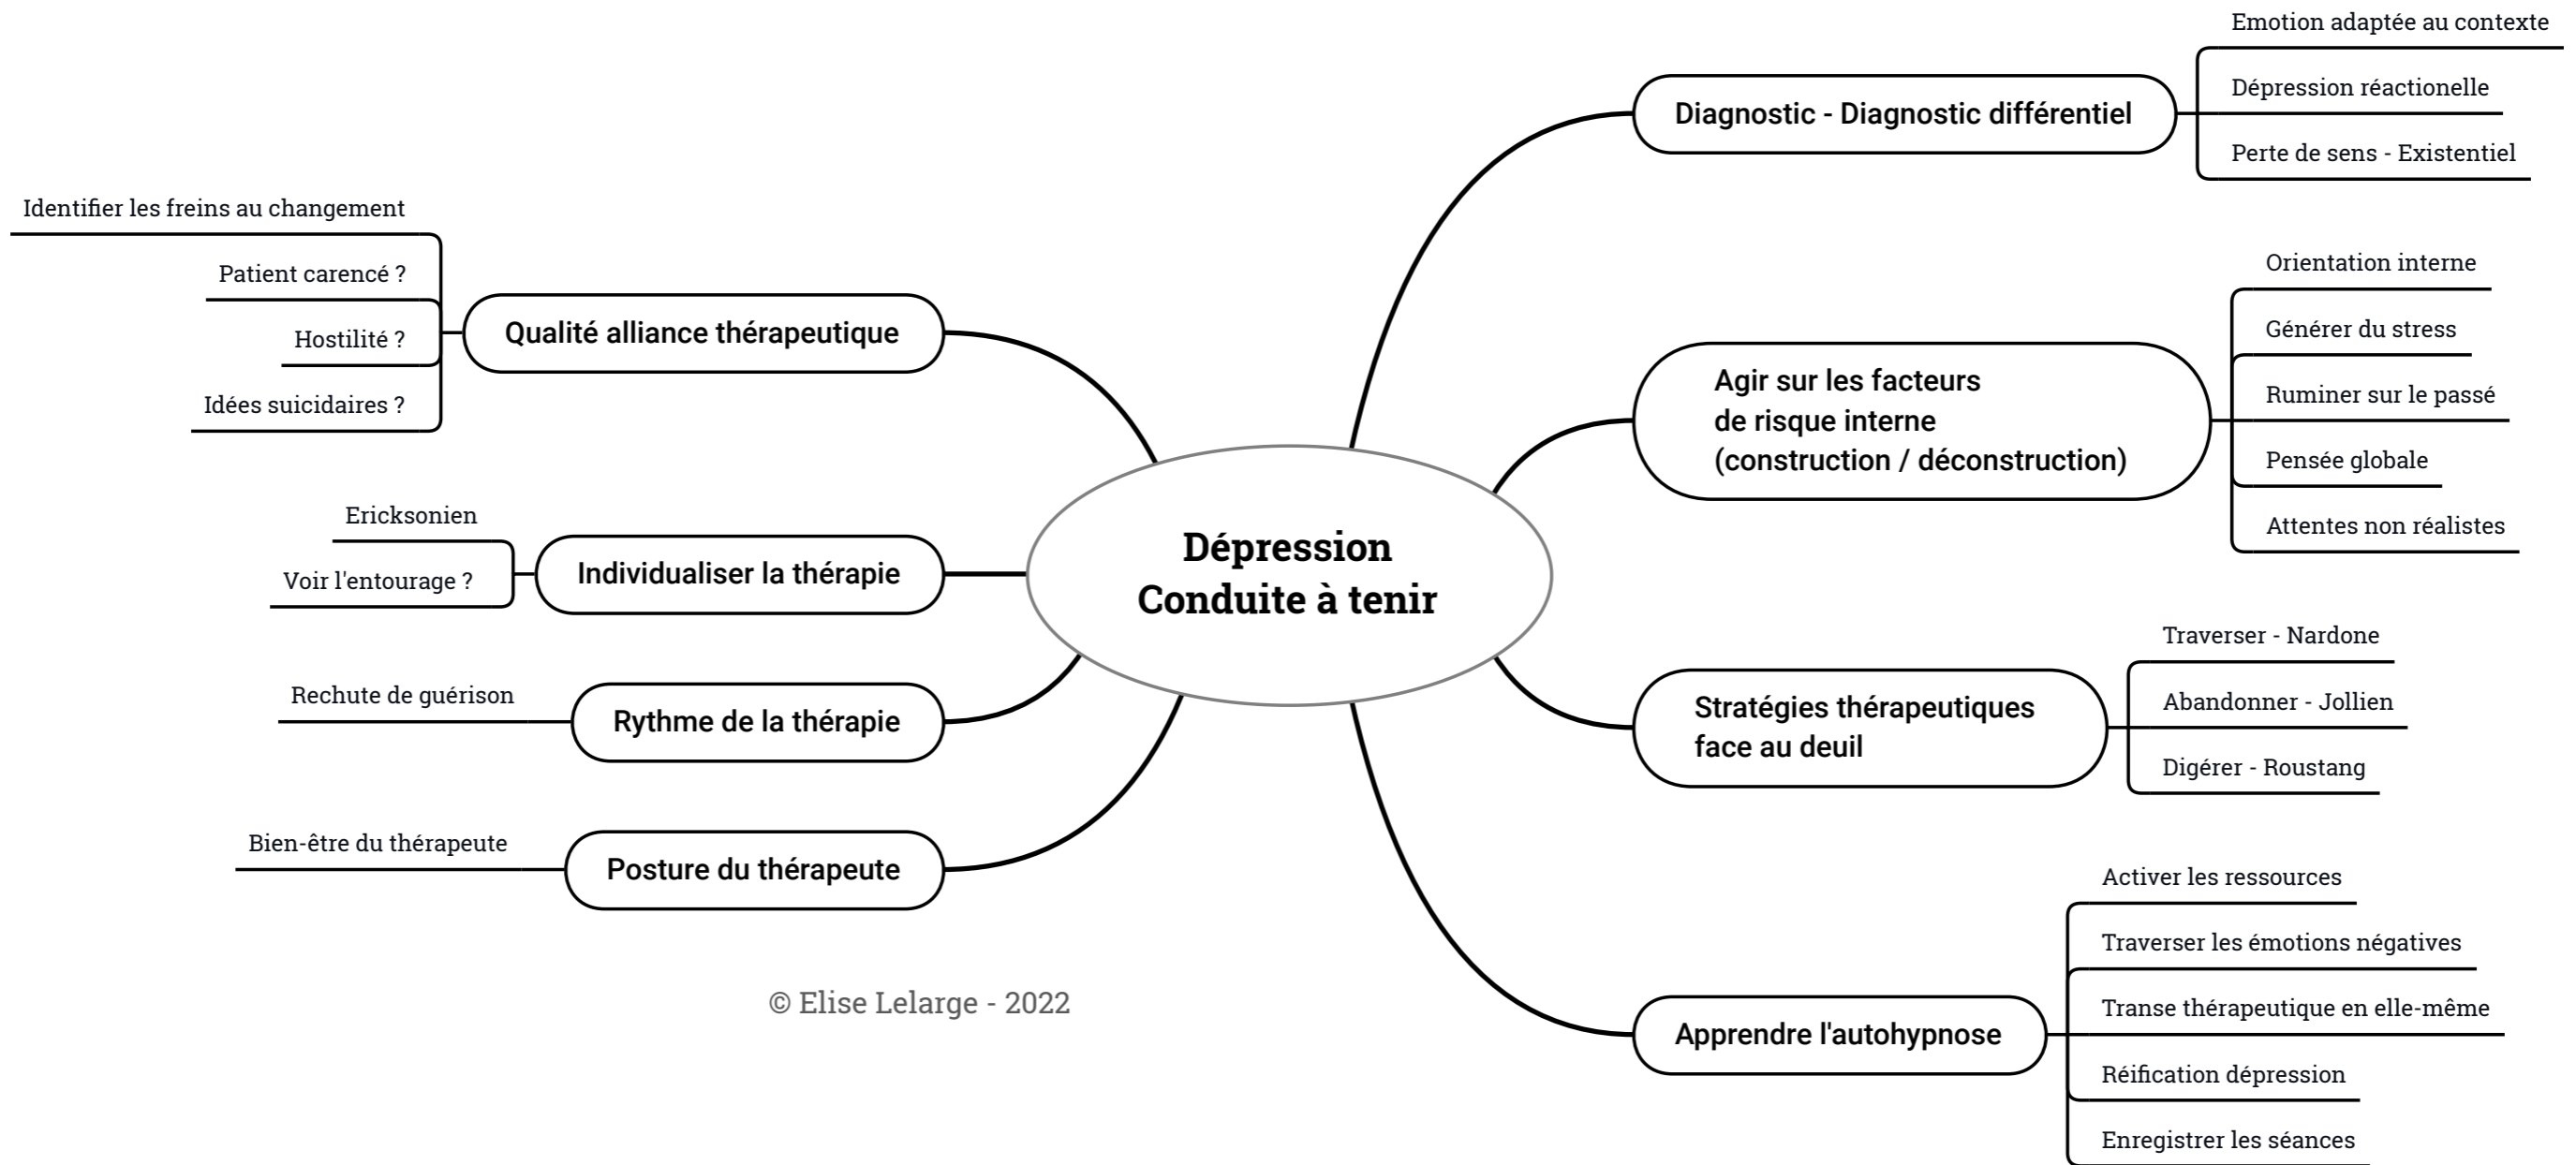 Dépression
Conduite à tenir
Diagnostic - Diagnostic différentiel
Emotion adaptée au contexte
Dépression réactionelle
Perte de sens - Existentiel
Agir sur les facteurs
de risque interne
(construction / déconstruction)
Orientation interne
Générer du stress
Ruminer sur le passé
Pensée globale
Attentes non réalistes
Stratégies thérapeutiques
face au deuil
Traverser - Nardone
Abandonner - Jollien
Digérer - Roustang
Apprendre l'autohypnose
Activer les ressources
Traverser les émotions négatives
Transe thérapeutique en elle-même
Réification dépression
Enregistrer les séances
Qualité alliance thérapeutique
Identifier les freins au changement
Patient carencé ?
Hostilité ?
Idées suicidaires ?
Individualiser la thérapie
Ericksonien
Voir l'entourage ?
Rythme de la thérapie
Rechute de guérison
Posture du thérapeute
Bien-être du thérapeute
© Elise Lelarge - 2022